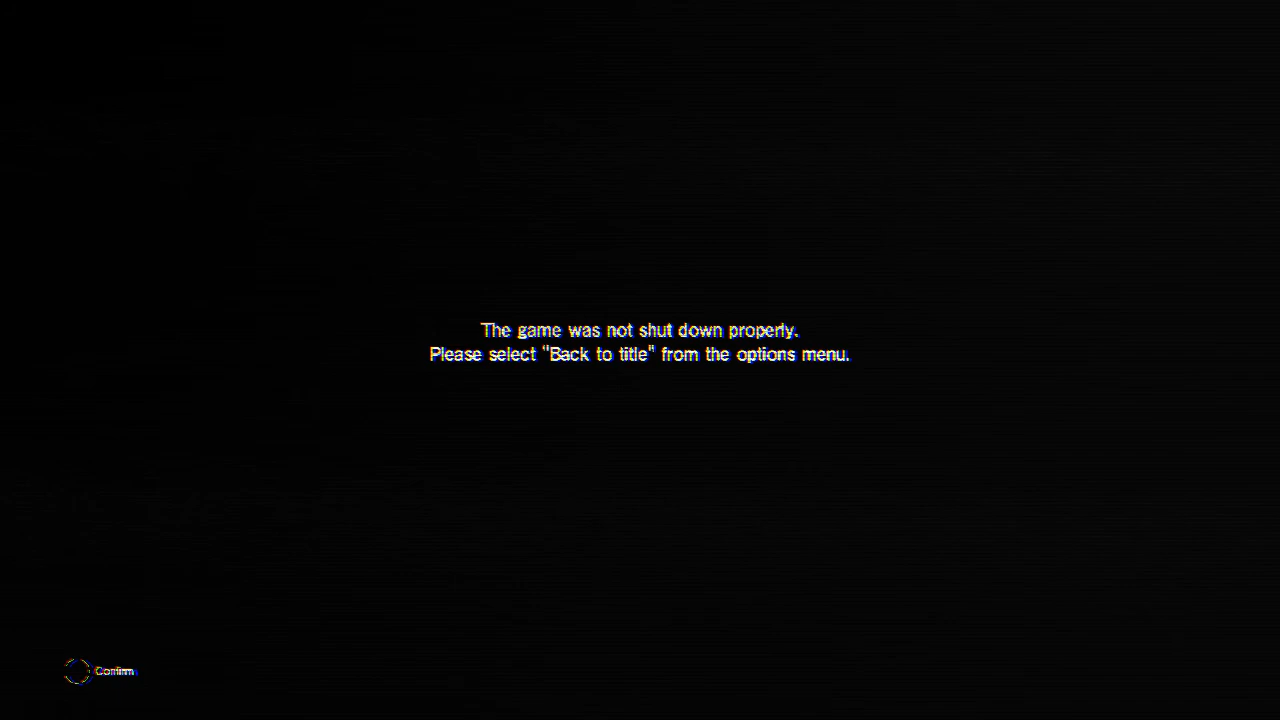 The game was not shut down properly.
Please select "Back to title" from the options menu.
Confirm